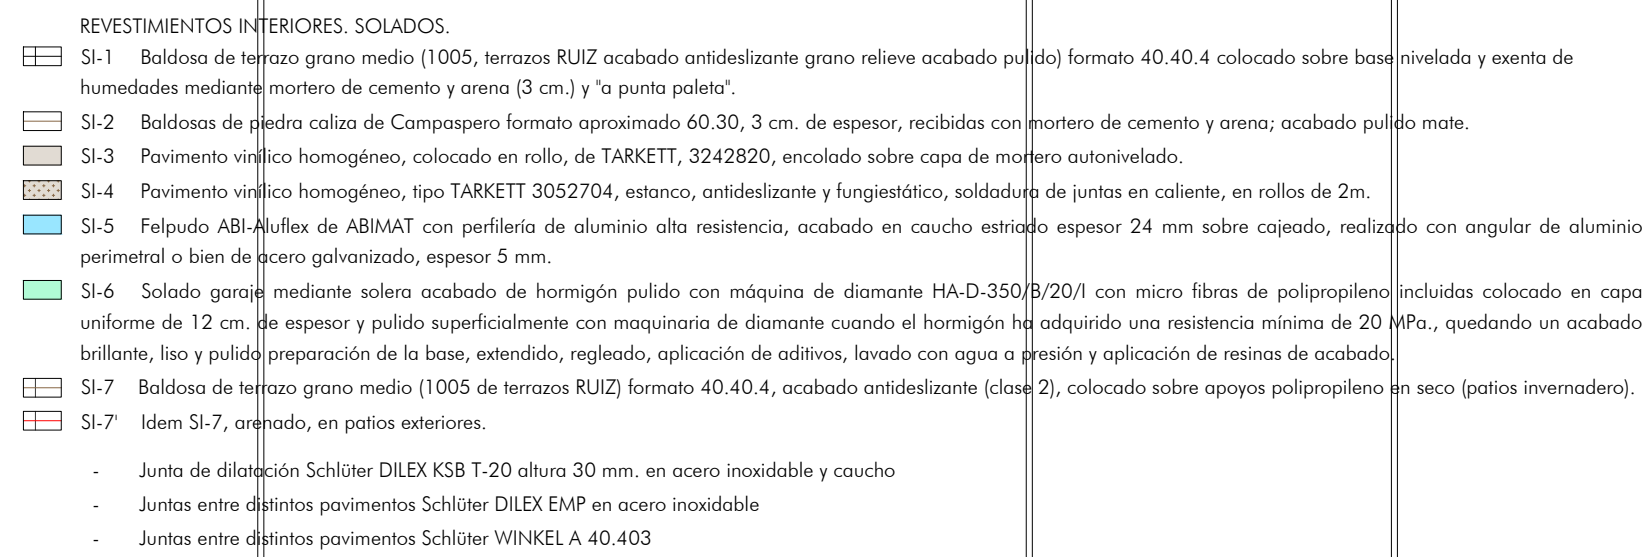 REVESTIMIENTOS INTERIORES. SOLADOS.
SI-1 Baldosa de terrazo grano medio (1005, terrazos RUIZ acabado antideslizante grano relieve acabado pulido) formato 40.40.4 colocado sobre base nivelada y exenta de
humedades mediante mortero de cemento y arena (3 cm.) y "a punta paleta".
SI-2 Baldosas de piedra caliza de Campaspero formato aproximado 60.30, 3 cm. de espesor, recibidas con mortero de cemento y arena; acabado pulido mate.
SI-3 Pavimento vinílico homogéneo, colocado en rollo, de TARKETT, 3242820, encolado sobre capa de mortero autonivelado.
SI-4 Pavimento vinílico homogéneo, tipo TARKETT 3052704, estanco, antideslizante y fungiestático, soldadura de juntas en caliente, en rollos de 2m.
SI-5 Felpudo ABI-Aluflex de ABIMAT con perfilería de aluminio alta resistencia, acabado en caucho estriado espesor 24 mm sobre cajeado, realizado con angular de aluminio
perimetral o bien de acero galvanizado, espesor 5 mm.
SI-6 Solado garaje mediante solera acabado de hormigón pulido con máquina de diamante HA-D-350/B/20/I con micro fibras de polipropileno incluidas colocado en capa
uniforme de 12 cm. de espesor y pulido superficialmente con maquinaria de diamante cuando el hormigón ha adquirido una resistencia mínima de 20 MPa., quedando un acabado
brillante, liso y pulido preparación de la base, extendido, regleado, aplicación de aditivos, lavado con agua a presión y aplicación de resinas de acabado.
SI-7 Baldosa de terrazo grano medio (1005 de terrazos RUIZ) formato 40.40.4, acabado antideslizante (clase 2), colocado sobre apoyos polipropileno en seco (patios invernadero).
SI-7' Idem SI-7, arenado, en patios exteriores.
- Junta de dilatación Schlüter DILEX KSB T-20 altura 30 mm. en acero inoxidable y caucho
- Juntas entre distintos pavimentos Schlüter DILEX EMP en acero inoxidable
- Juntas entre distintos pavimentos Schlüter WINKEL A 40.403